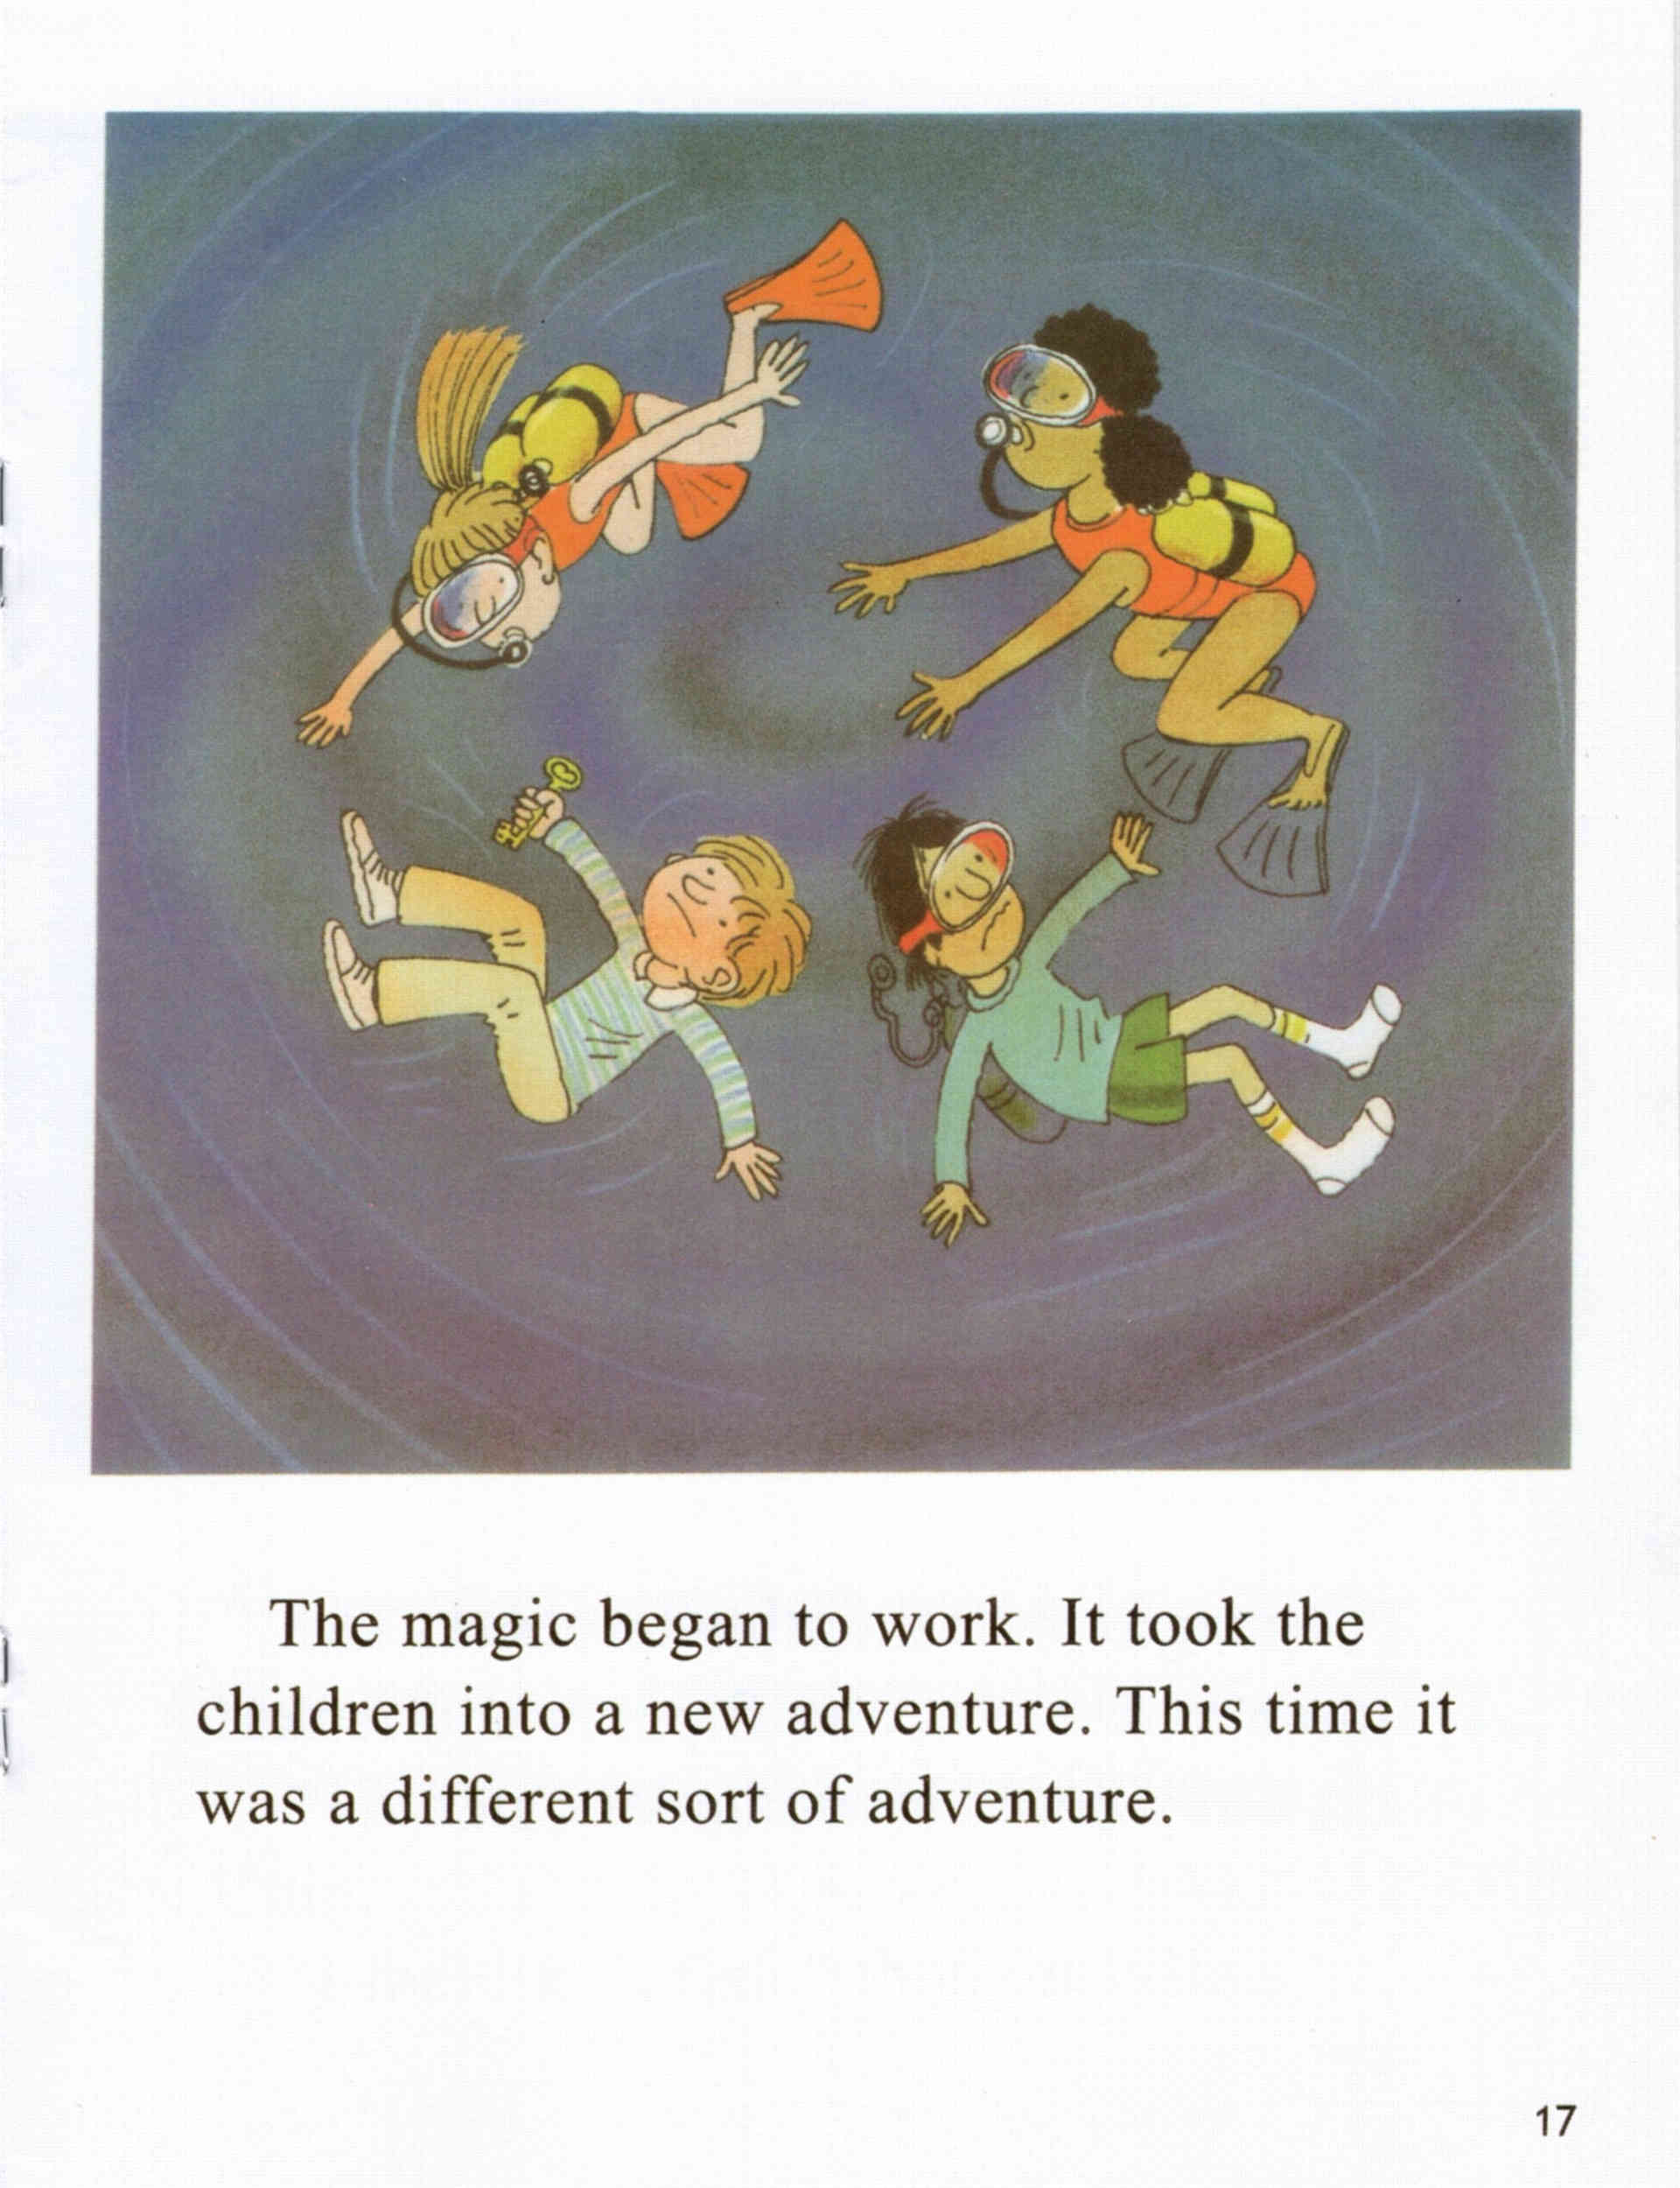 The magic began to work. It took the
children into a new adventure. This time it
was a different sort of adventure.
17